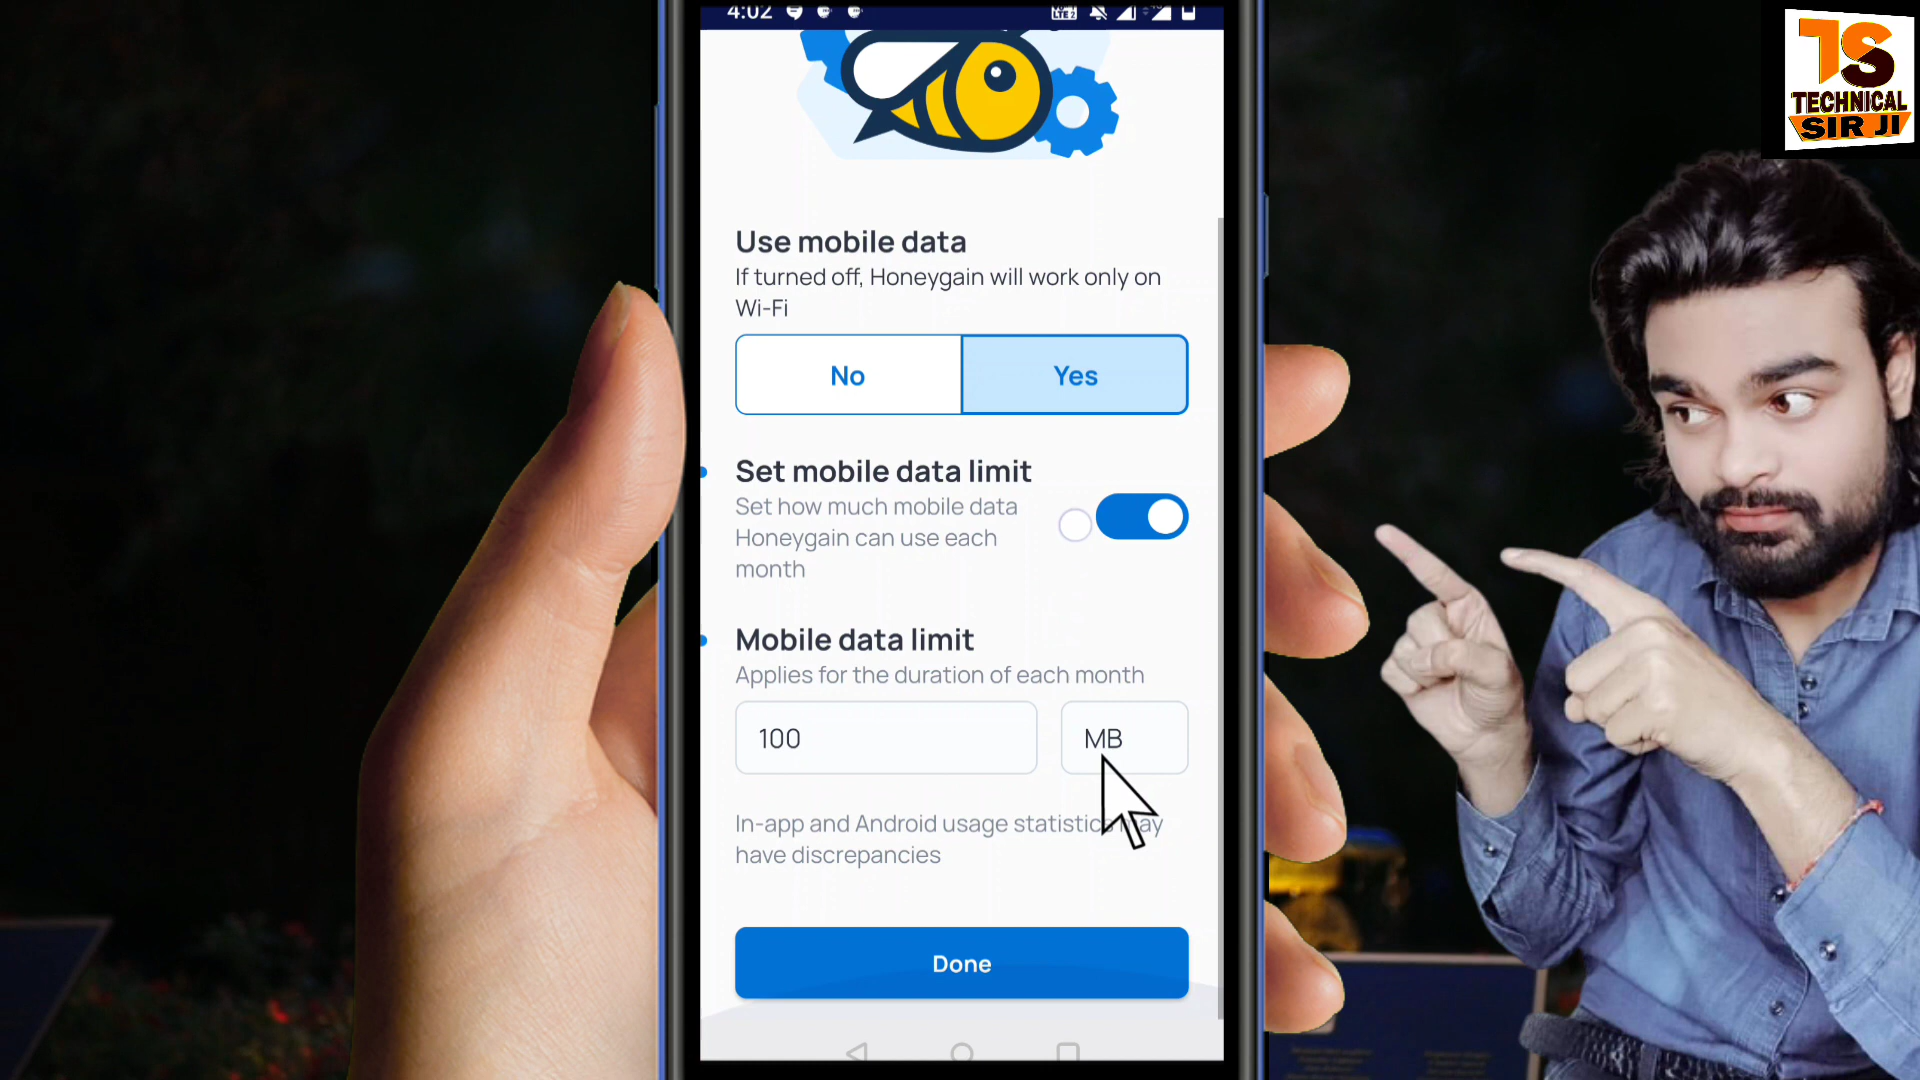 4:02
TS
TECHNICAL
SIR JI
Use mobile data
If turned off, Honeygain will work only on
Wi-Fi
No
Yes
Set mobile data limit
Set how much mobile data
Honeygain can use each
month
Mobile data limit
Applies for the duration of each month
100
MB
In-app and Android usage statistics may
have discrepancies
Done